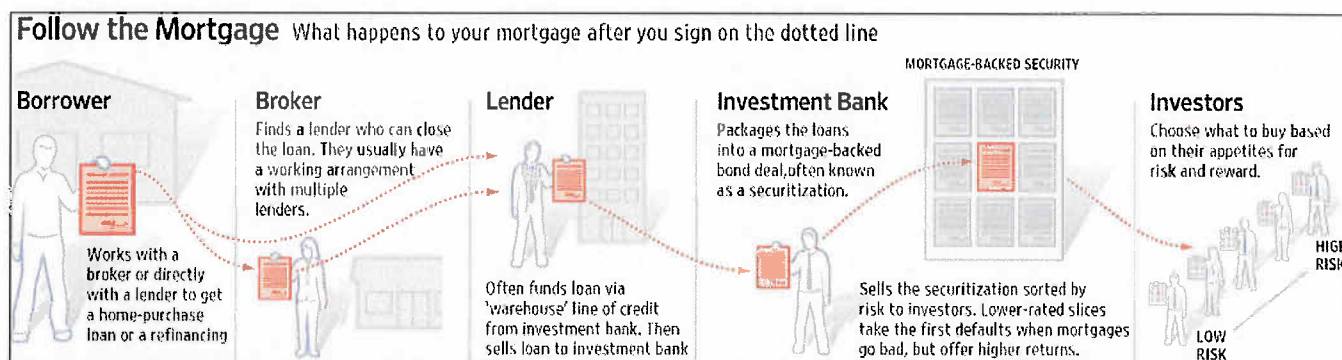 Follow the Mortgage What happens to your mortgage after you sign on the dotted line
Borrower
Works with a
broker or directly
with a lender to get
a home-purchase
loan or a refinancing
Broker
Finds a lender who can close
the loan. They usually have
a working arrangement
with multiple
lenders.
Lender
Often funds loan via
'warehouse' line of credit
from investment bank. Then
sells loan to investment bank
Investment Bank
Packages the loans
into a mortgage-backed
bond deal, often known
as a securitization.
MORTGAGE-BACKED SECURITY
Sells the securitization sorted by
risk to investors. Lower-rated slices
take the first defaults when mortgages
go bad, but offer higher returns.
Investors
Choose what to buy based
on their appetites for
risk and reward.
HIGH
RISK
LOW
RISK